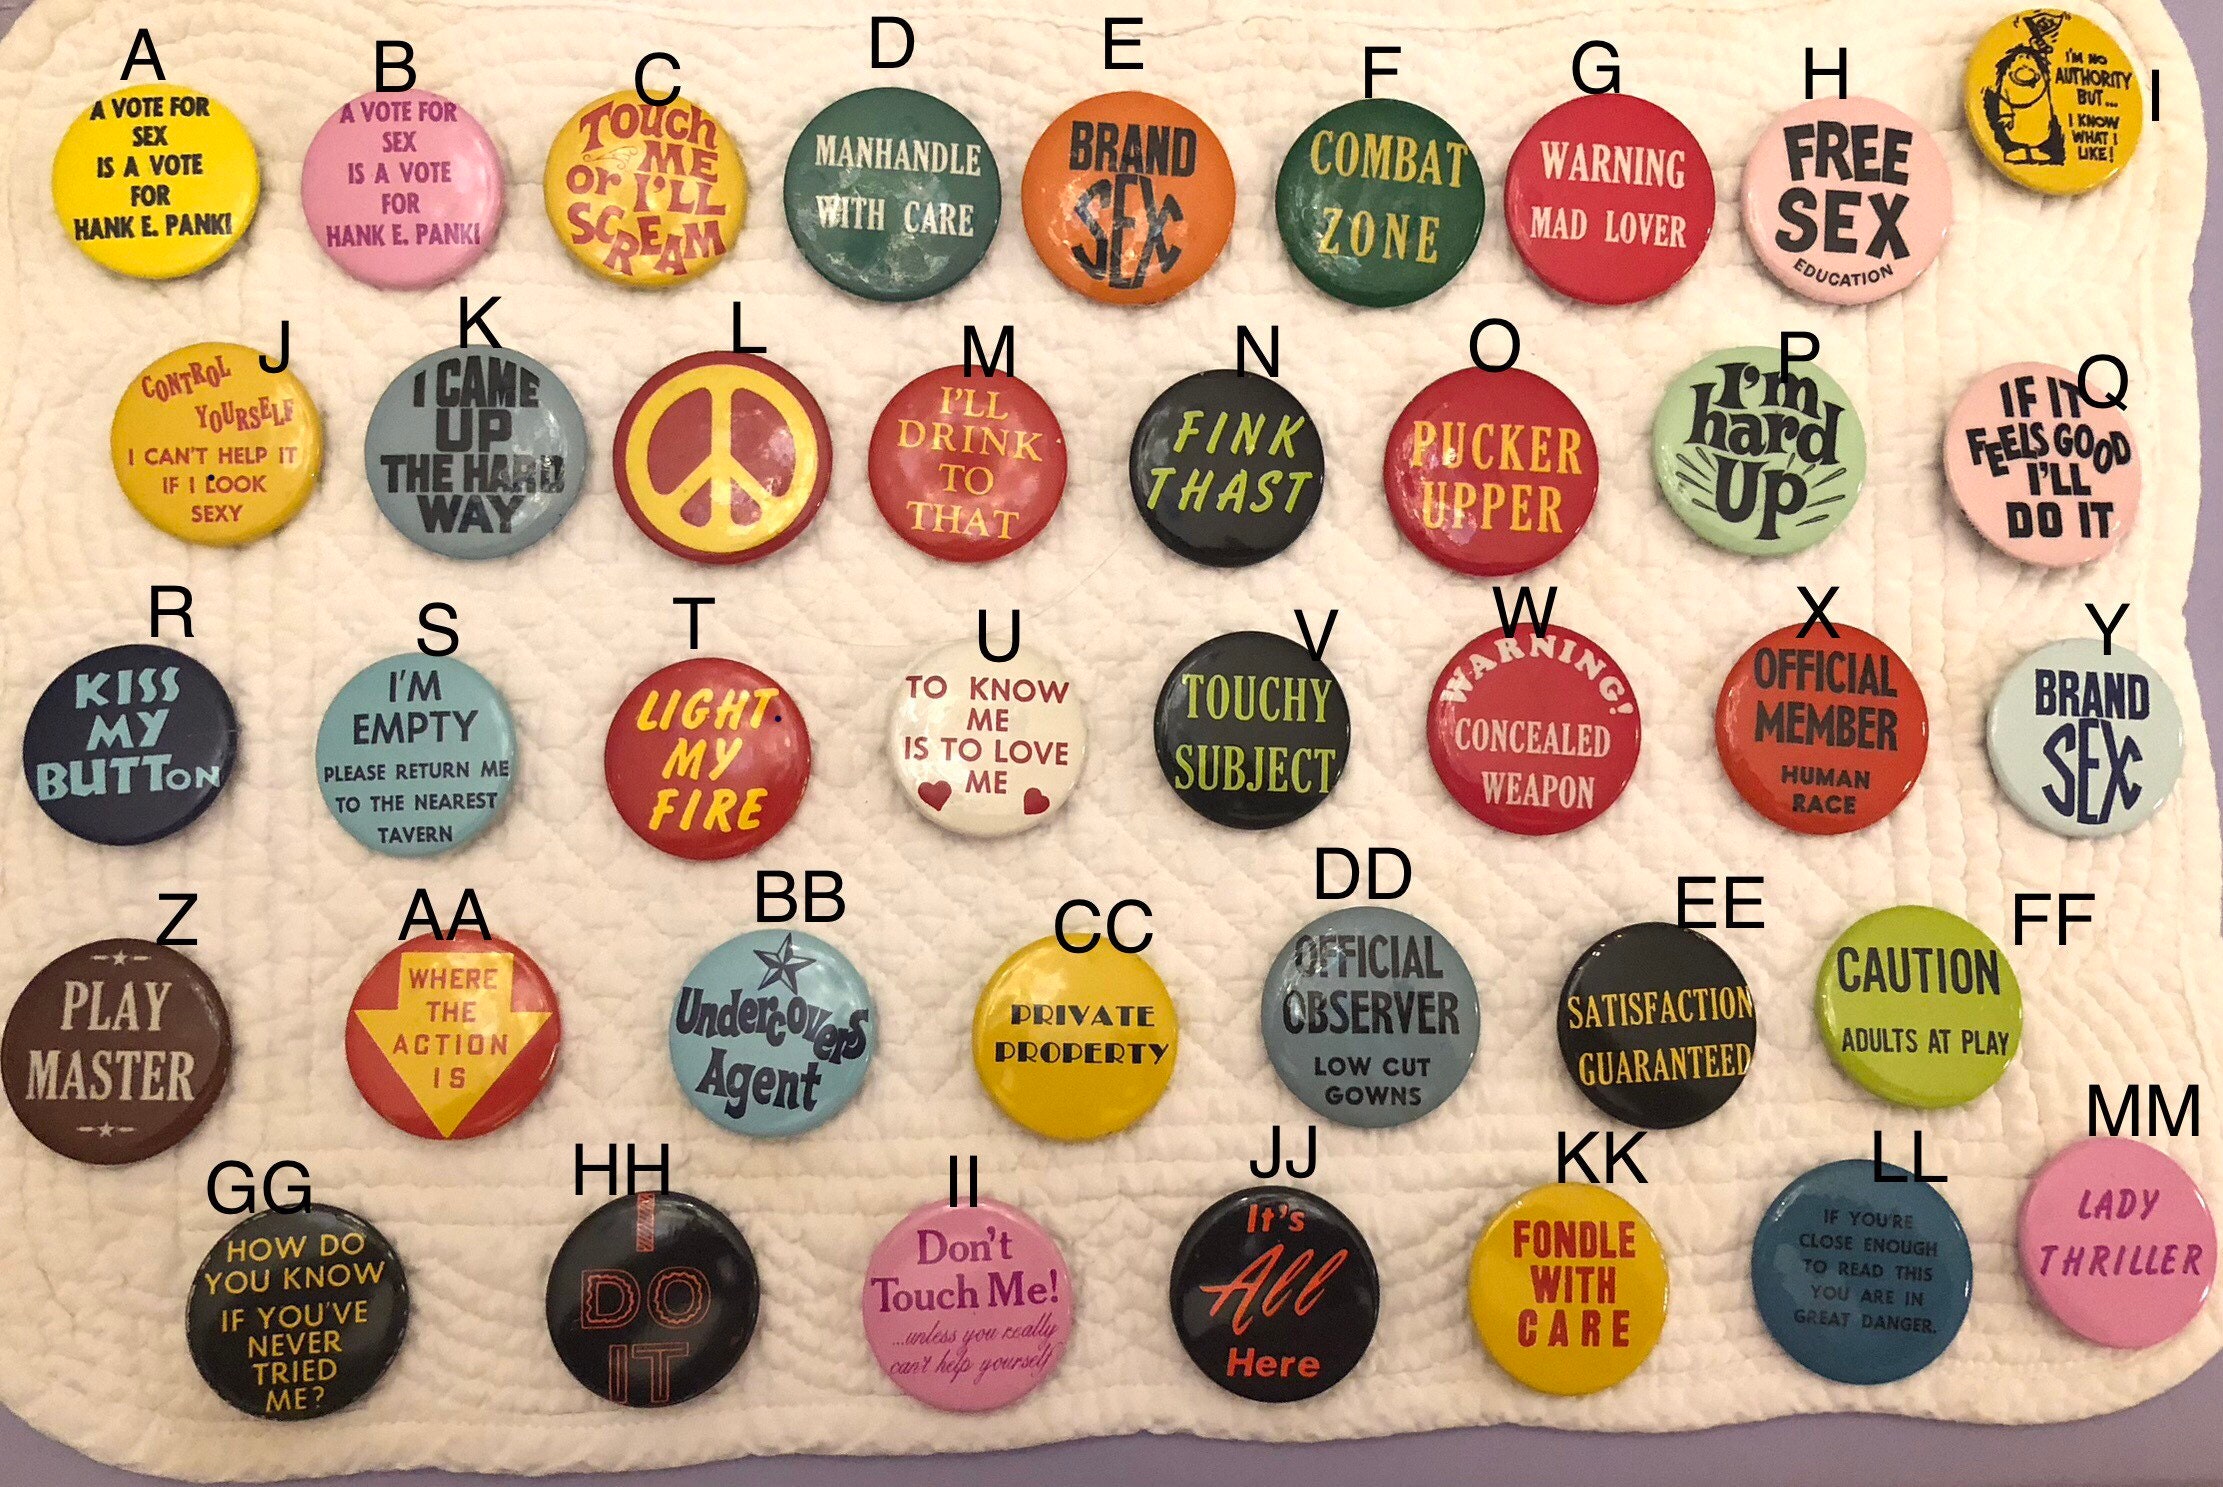 A
A VOTE FOR
SEX
IS A VOTE
FOR
HANK E. PANKI
B
A VOTE FOR
SEX
IS A VOTE
FOR
HANK E. PANKI
C
TOUCH
ME
or I'LL
SCREAM
D
MANHANDLE
WITH CARE
E
BRAND
SEX
F
COMBAT
ZONE
G
WARNING
MAD LOVER
H
FREE
SEX
EDUCATION
I
I'M NO
AUTHORITY
BUT...
I KNOW
WHAT I
LIKE!
J
CONTROL
YOURSELF
I CAN'T HELP IT
IF I LOOK
SEXY
K
I CAME
UP
THE HARD
WAY
L
M
I'LL
DRINK
TO
THAT
N
FINK
THAST
O
PUCKER
UPPER
P
I'm
hard
Up
Q
IF IT
FEELS GOOD
I'LL
DO IT
R
KISS
MY
BUTTON
S
I'M
EMPTY
PLEASE RETURN ME
TO THE NEAREST
TAVERN
T
LIGHT
MY
FIRE
U
TO KNOW
ME
IS TO LOVE
ME
V
TOUCHY
SUBJECT
W
WARNING!
CONCEALED
WEAPON
X
OFFICIAL
MEMBER
HUMAN
RACE
Y
BRAND
SEX
Z
PLAY
MASTER
AA
WHERE
THE
ACTION
IS
BB
Undercovers
Agent
CC
PRIVATE
PROPERTY
DD
OFFICIAL
OBSERVER
LOW CUT
GOWNS
EE
SATISFACTION
GUARANTEED
FF
CAUTION
ADULTS AT PLAY
GG
HOW DO
YOU KNOW
IF YOU'VE
NEVER
TRIED
ME?
HH
I
DO
IT
II
Don't
Touch Me!
...unless you really
can't help yourself
JJ
It's
All
Here
KK
FONDLE
WITH
CARE
LL
IF YOU'RE
CLOSE ENOUGH
TO READ THIS
YOU ARE IN
GREAT DANGER.
MM
LADY
THRILLER